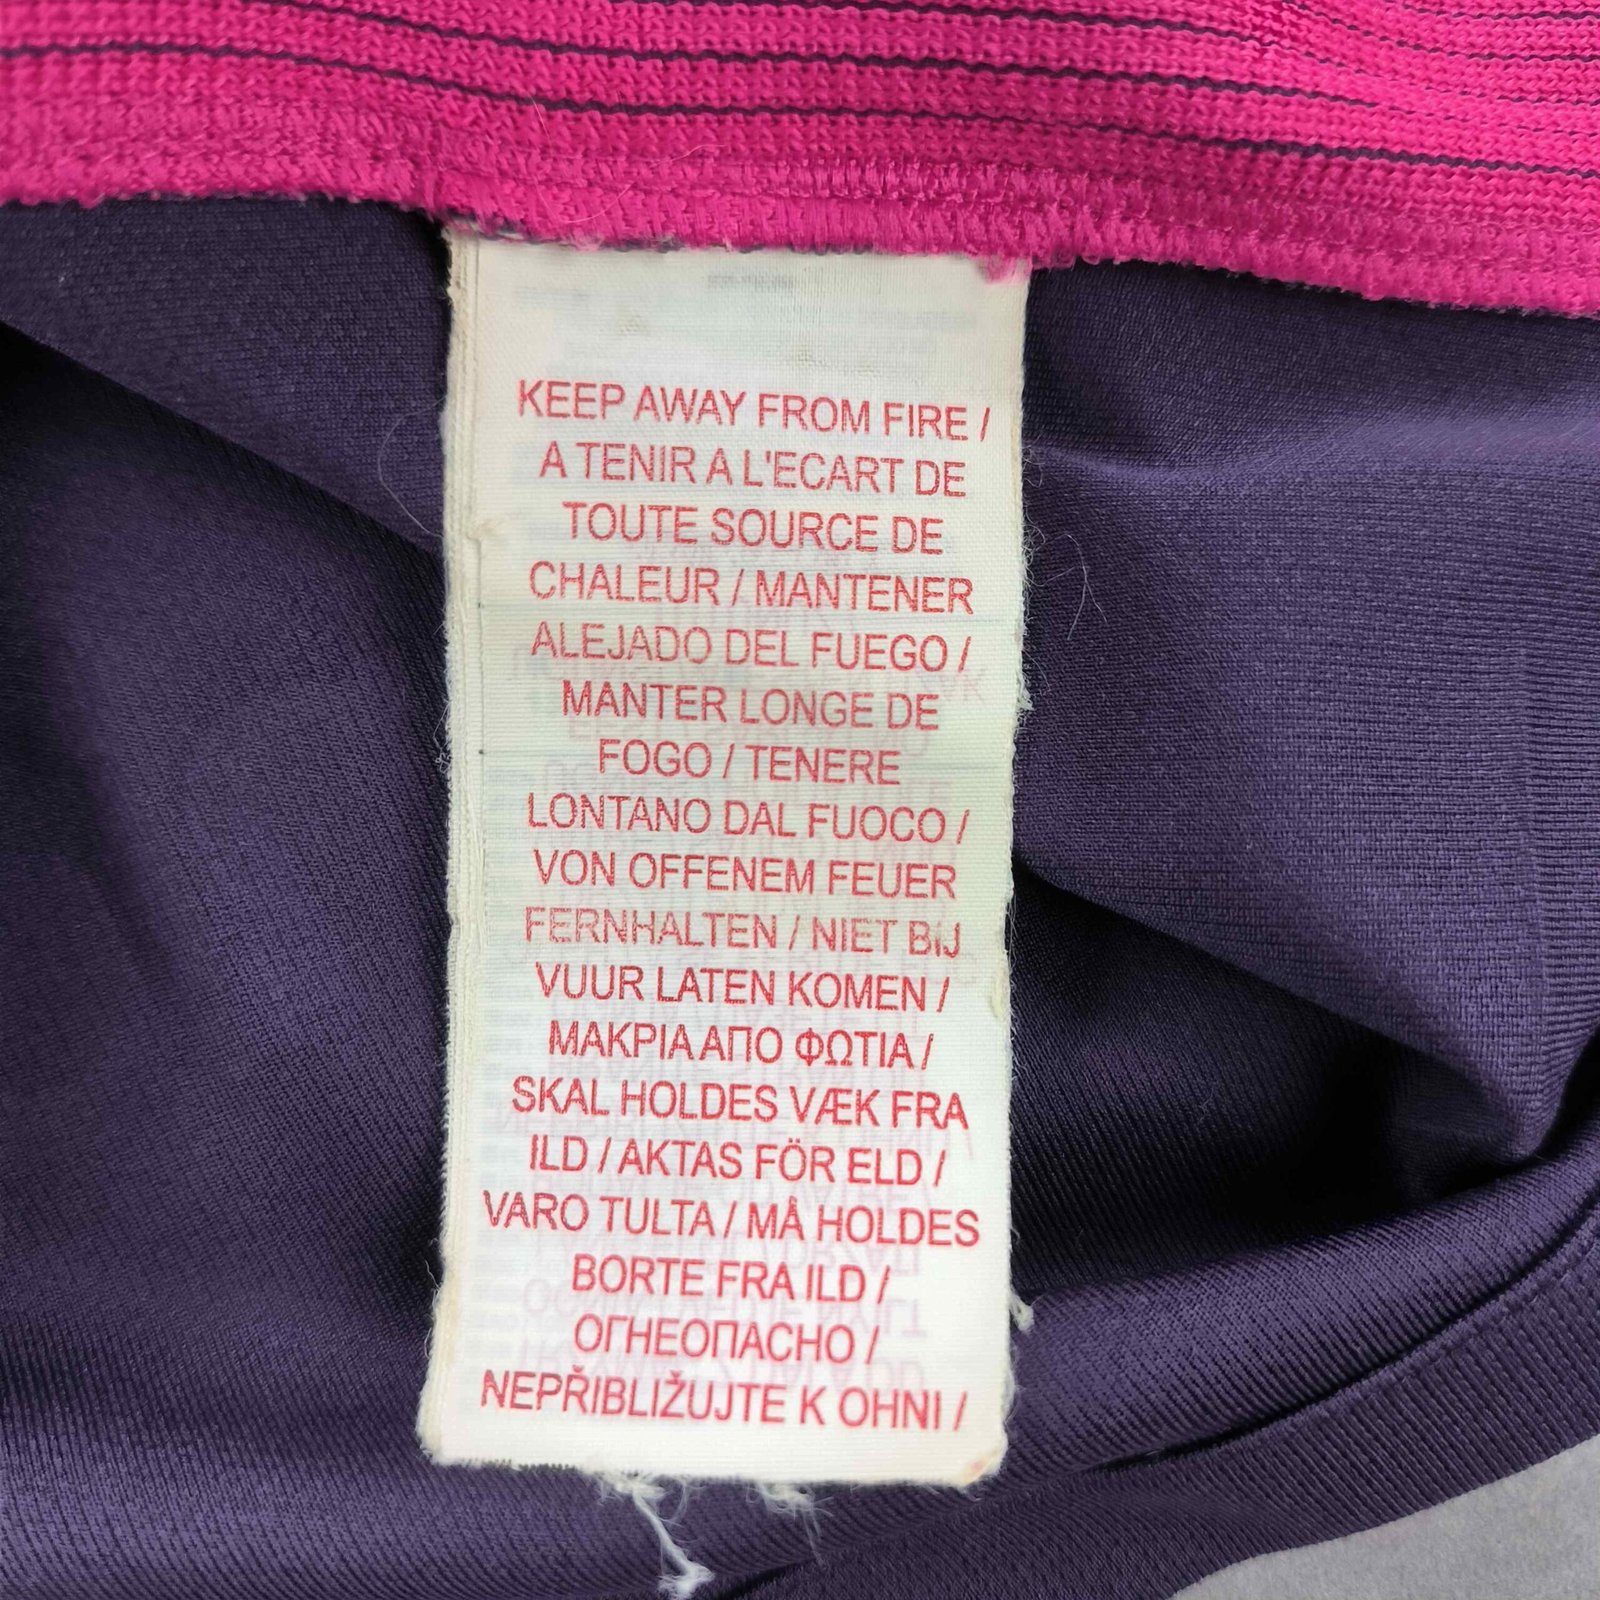 KEEP AWAY FROM FIRE /
A TENIR A L'ECART DE
TOUTE SOURCE DE
CHALEUR / MANTENER
ALEJADO DEL FUEGO /
MANTER LONGE DE
FOGO / TENERE
LONTANO DAL FUOCO /
VON OFFENEM FEUER
FERNHALTEN / NIET BIJ
VUUR LATEN KOMEN /
ΜΑΚΡΙΑ ΑΠΟ ΦΩΤΙΑ /
SKAL HOLDES VÆK FRA
ILD / AKTAS FÖR ELD /
VARO TULTA / MÅ HOLDES
BORTE FRA ILD /
ОГНЕОПАСНО /
NEPŘIBLIŽUJTE K OHNI /